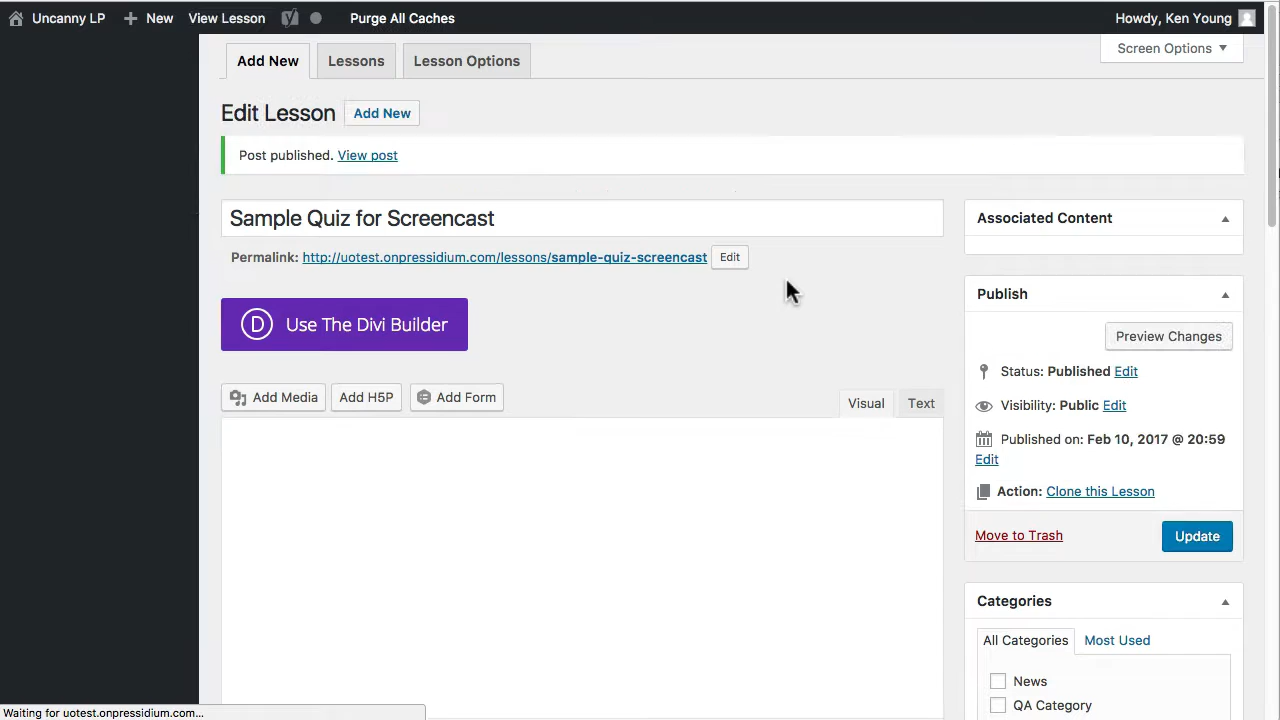 Uncanny LP New View Lesson Purge All Caches Howdy, Ken Young
Screen Options
Add New Lessons Lesson Options
Edit Lesson Add New
Post published. View post
Sample Quiz for Screencast
Permalink: http://uotest.onpressidium.com/lessons/sample-quiz-screencast Edit
D Use The Divi Builder
Add Media Add H5P Add Form
Visual Text
Associated Content
Publish
Preview Changes
Status: Published Edit
Visibility: Public Edit
Published on: Feb 10, 2017 @ 20:59
Edit
Action: Clone this Lesson
Move to Trash Update
Categories
All Categories Most Used
News
QA Category
Waiting for uotest.onpressidium.com...